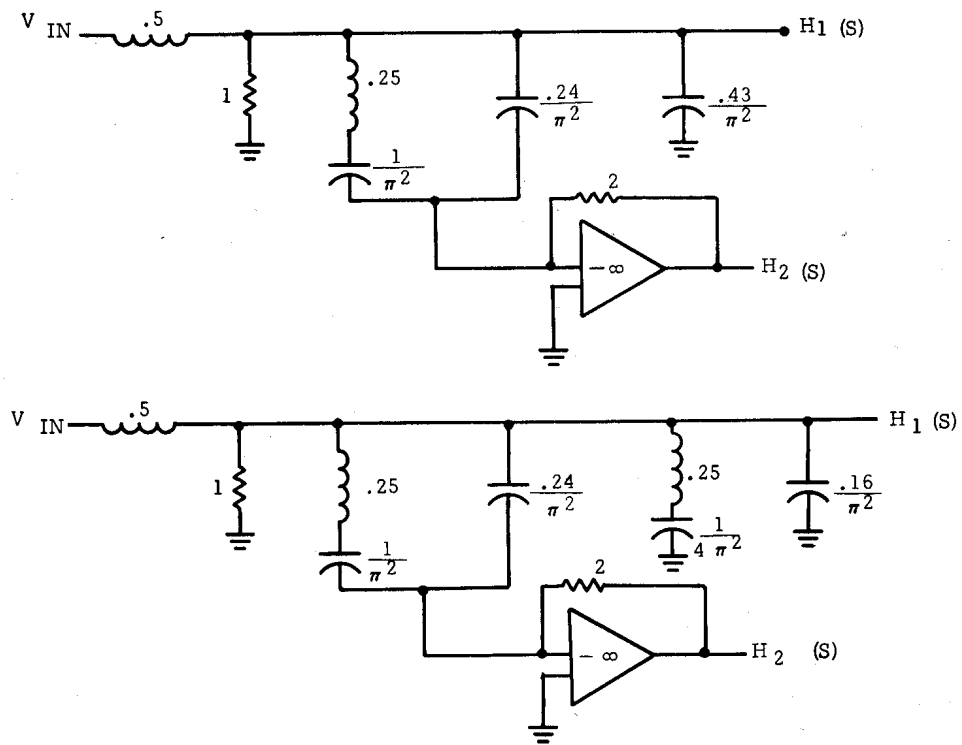 V IN .5 H1 (S)
1 .25 .24/π² .43/π²
1/π²
2
- ∞ H2 (S)
V IN .5 H1 (S)
1 .25 .24/π² .25 .16/π²
1/π² 1/4π²
2
- ∞ H2 (S)